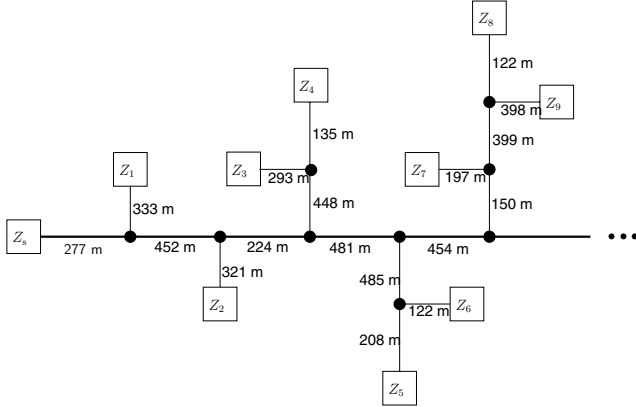 Z₈
122 m
398 m
Z₉
Z₄
135 m
399 m
Z₁
Z₃
293 m
Z₇
197 m
333 m
448 m
150 m
Zₛ
277 m
452 m
224 m
481 m
454 m
321 m
485 m
Z₂
122 m
Z₆
208 m
Z₅